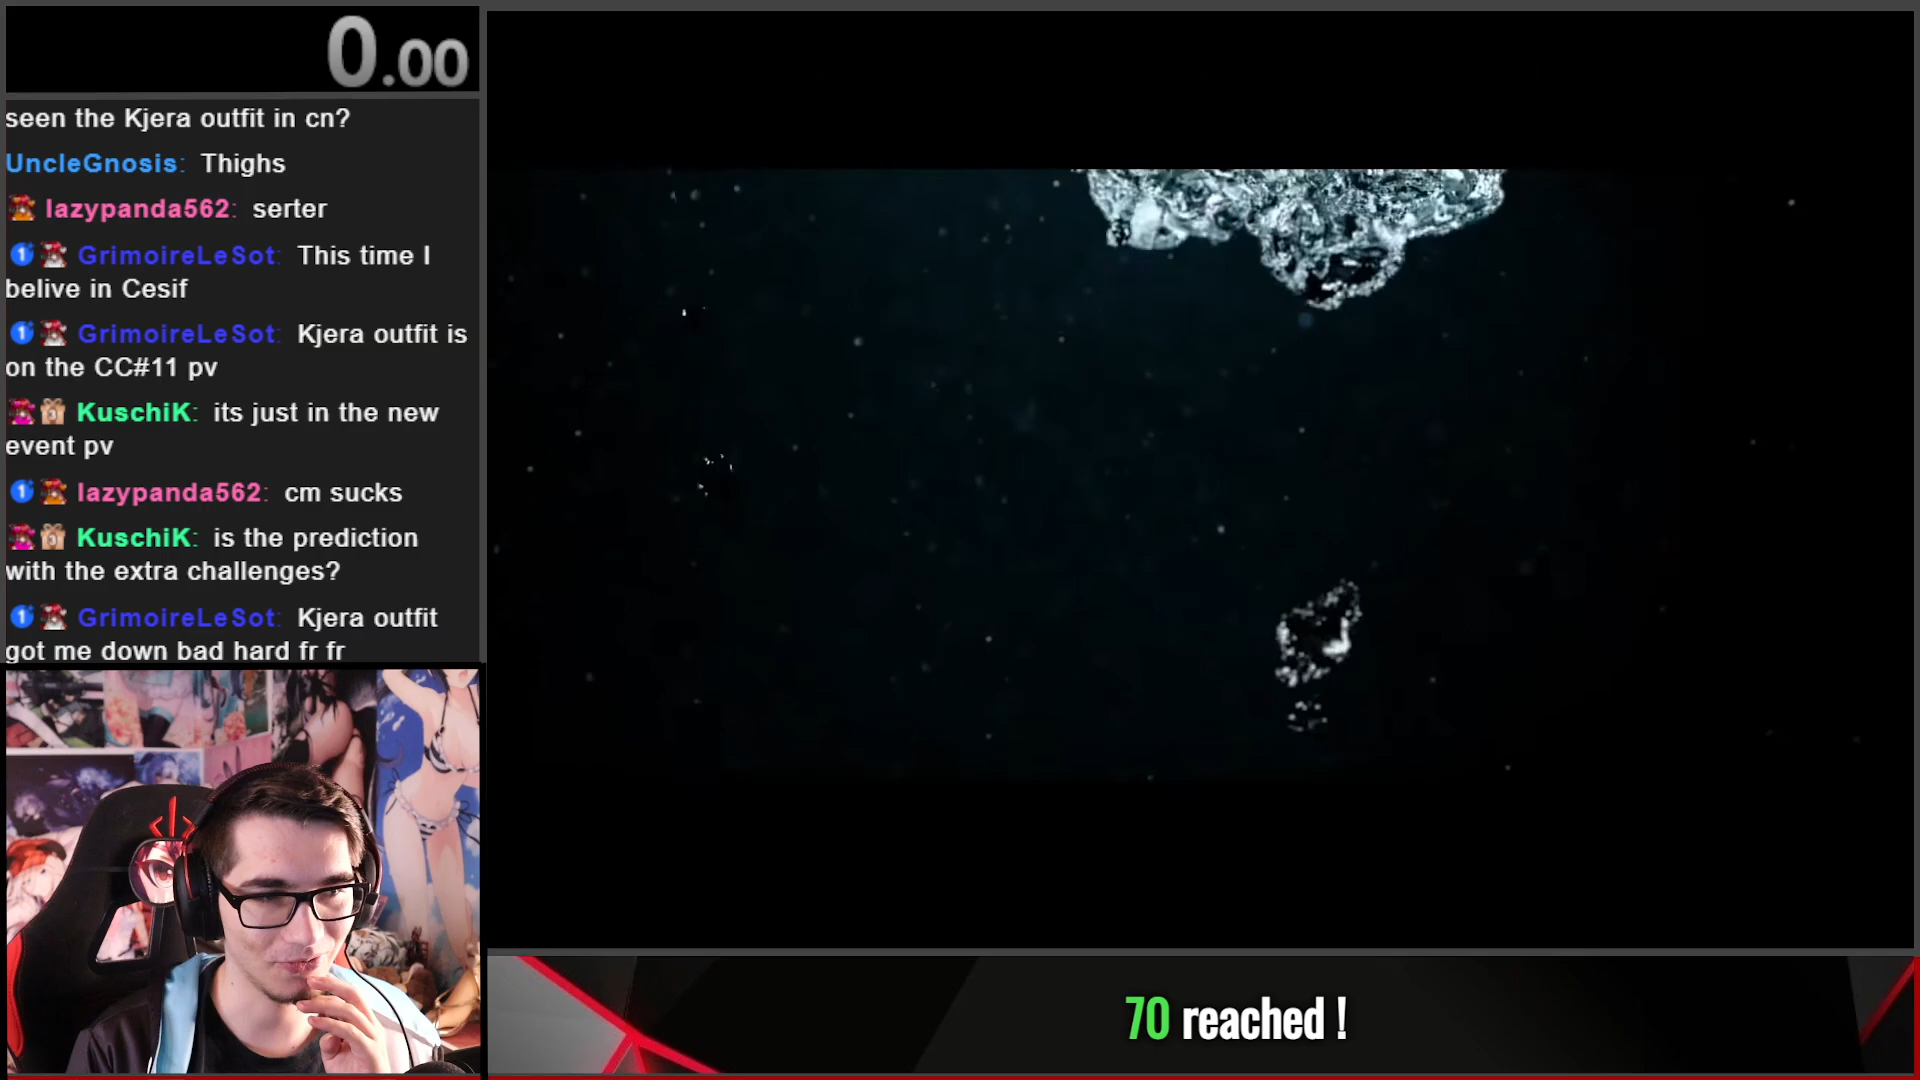 0.00
seen the Kjera outfit in cn?
UncleGnosis: Thighs
lazypanda562: serter
GrimoireLeSot: This time I
belive in Cesif
GrimoireLeSot: Kjera outfit is
on the CC#11 pv
KuschiK: its just in the new
event pv
lazypanda562: cm sucks
KuschiK: is the prediction
with the extra challenges?
GrimoireLeSot: Kjera outfit
got me down bad hard fr fr
70 reached !